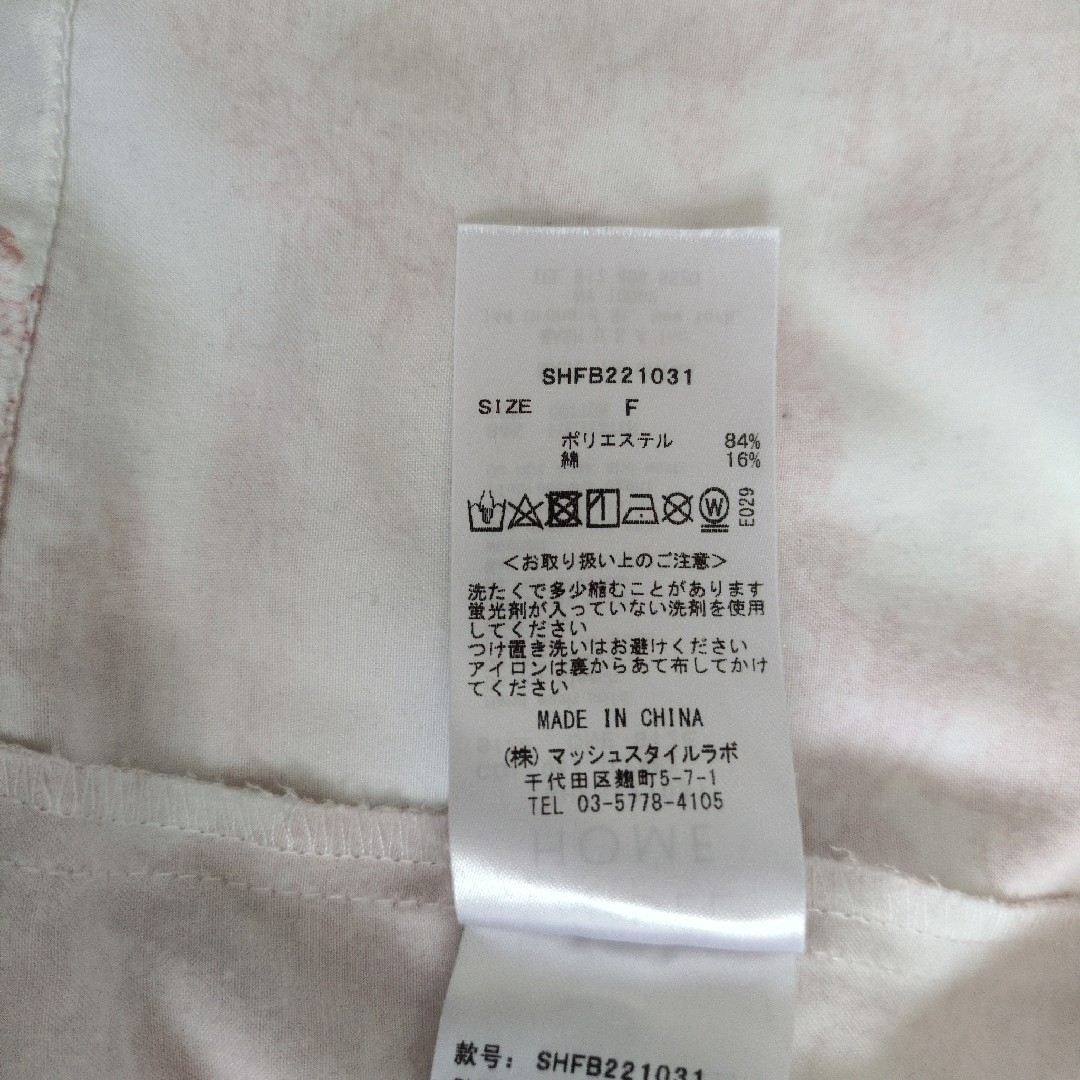 SHFB221031
SIZE F
ポリエステル 84%
綿 16%
W E029
<お取り扱い上のご注意>
洗たくで多少縮むことがあります
蛍光剤が入っていない洗剤を使用
してください
つけ置き洗いはお避けください
アイロンは裏からあて布してかけ
てください
MADE IN CHINA
(株)マッシュスタイルラボ
千代田区麹町5-7-1
TEL 03-5778-4105
HOME
款号: SHFB221031